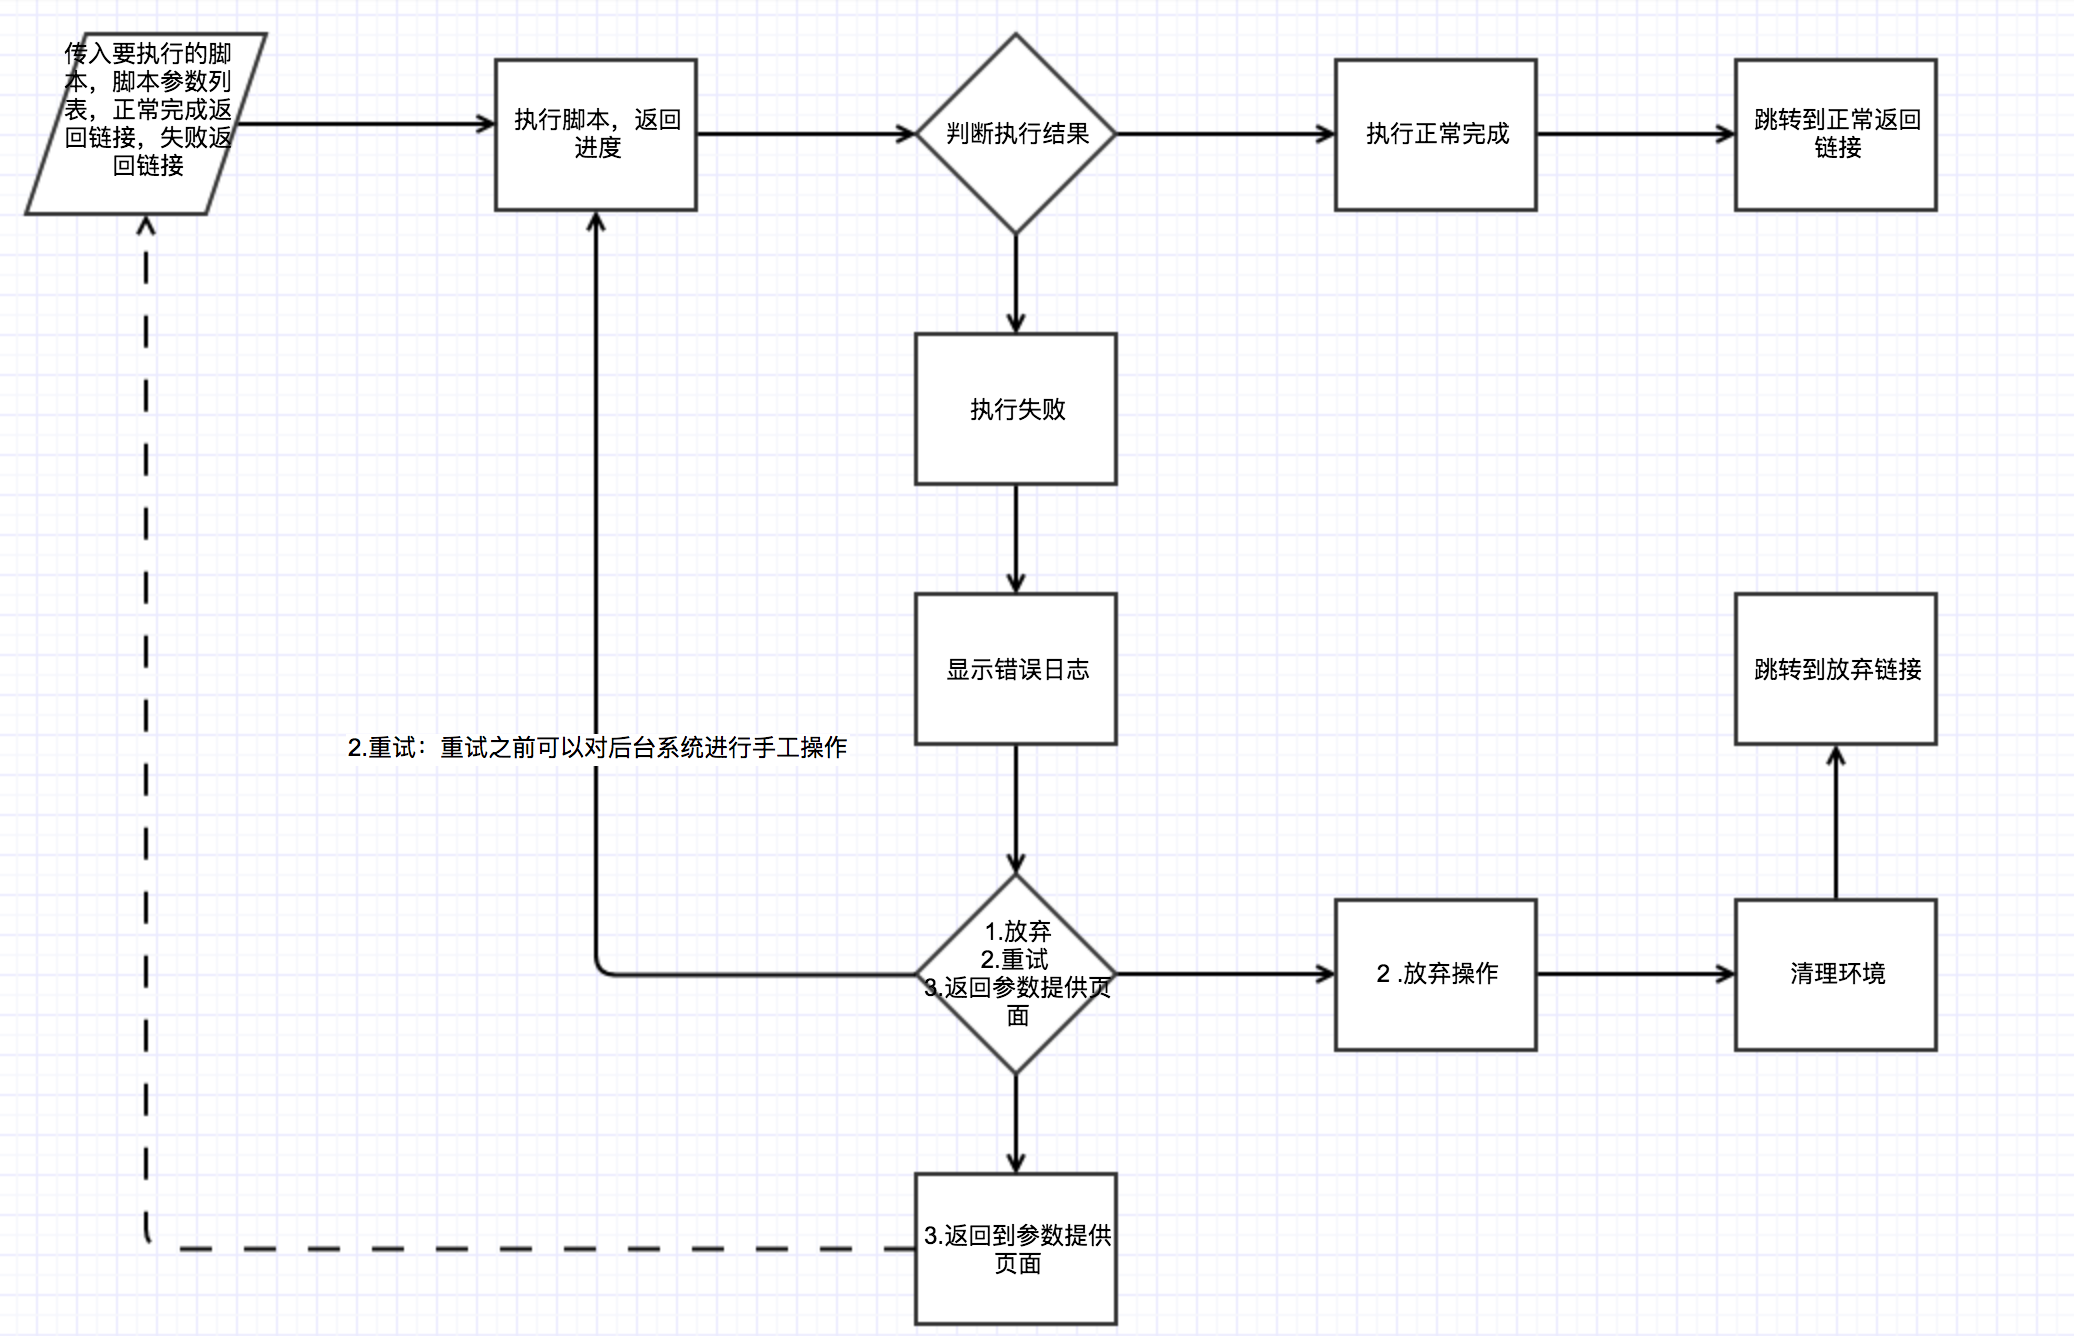 传入要执行的脚
本，脚本参数列
表，正常完成返
回链接，失败返
回链接
执行脚本，返回
进度
判断执行结果
执行正常完成
跳转到正常返回
链接
执行失败
显示错误日志
跳转到放弃链接
2.重试：重试之前可以对后台系统进行手工操作
1.放弃
2.重试
3.返回参数提供页
面
2 .放弃操作
清理环境
3.返回到参数提供
页面